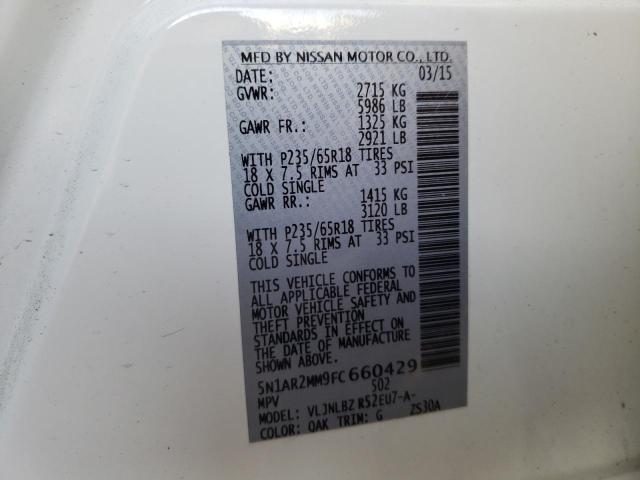 MFD BY NISSAN MOTOR CO., LTD.
DATE: 03/15
GVWR: 2715 KG
5986 LB
GAWR FR.: 1325 KG
2921 LB
WITH P235/65R18 TIRES
18 X 7.5 RIMS AT 33 PSI
COLD SINGLE
GAWR RR.: 1415 KG
3120 LB
WITH P235/65R18 TIRES
18 X 7.5 RIMS AT 33 PSI
COLD SINGLE
THIS VEHICLE CONFORMS TO
ALL APPLICABLE FEDERAL
MOTOR VEHICLE SAFETY AND
THEFT PREVENTION
STANDARDS IN EFFECT ON
THE DATE OF MANUFACTURE
SHOWN ABOVE.
5N1AR2MM9FC660429
MPV S02
MODEL: VLJNLBZ R52EU7-A-
COLOR: QAK TRIM: G ZS30A